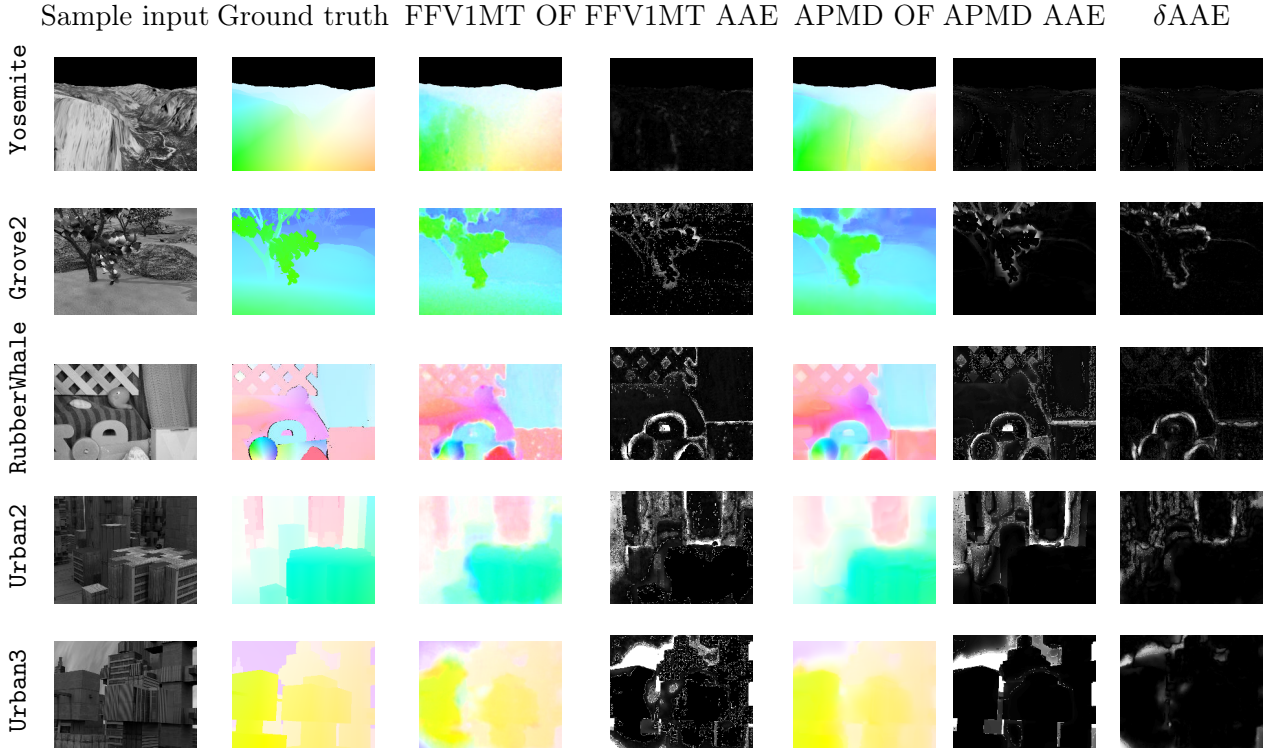 Sample input Ground truth FFV1MT OF FFV1MT AAE APMD OF APMD AAE δAAE
Yosemite
Grove2
RubberWhale
Urban2
Urban3